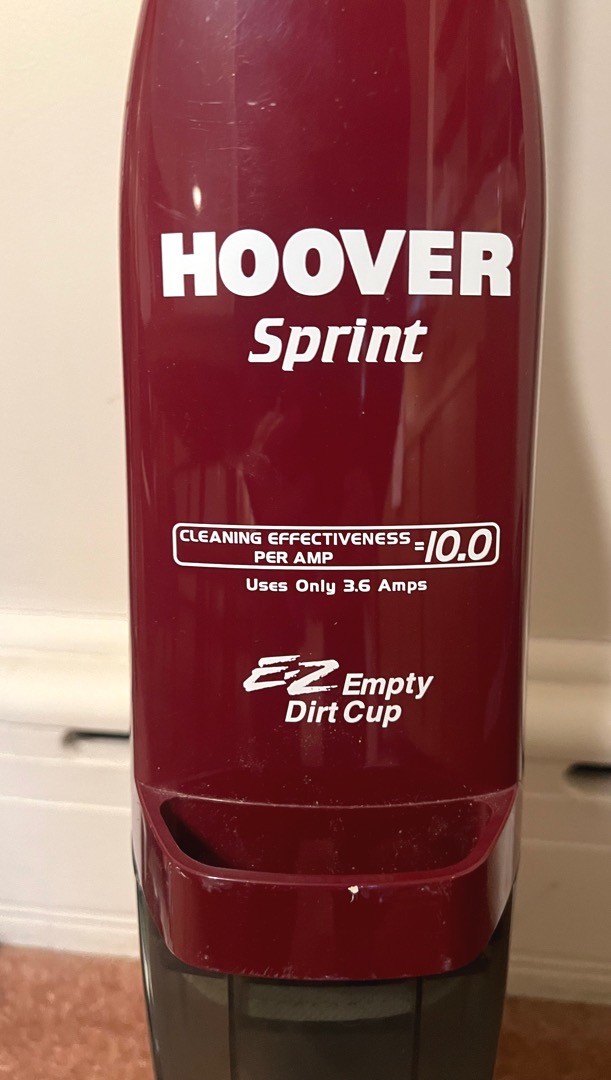 HOOVER
Sprint
CLEANING EFFECTIVENESS
PER AMP
=10.0
Uses Only 3.6 Amps
E-Z Empty
Dirt Cup